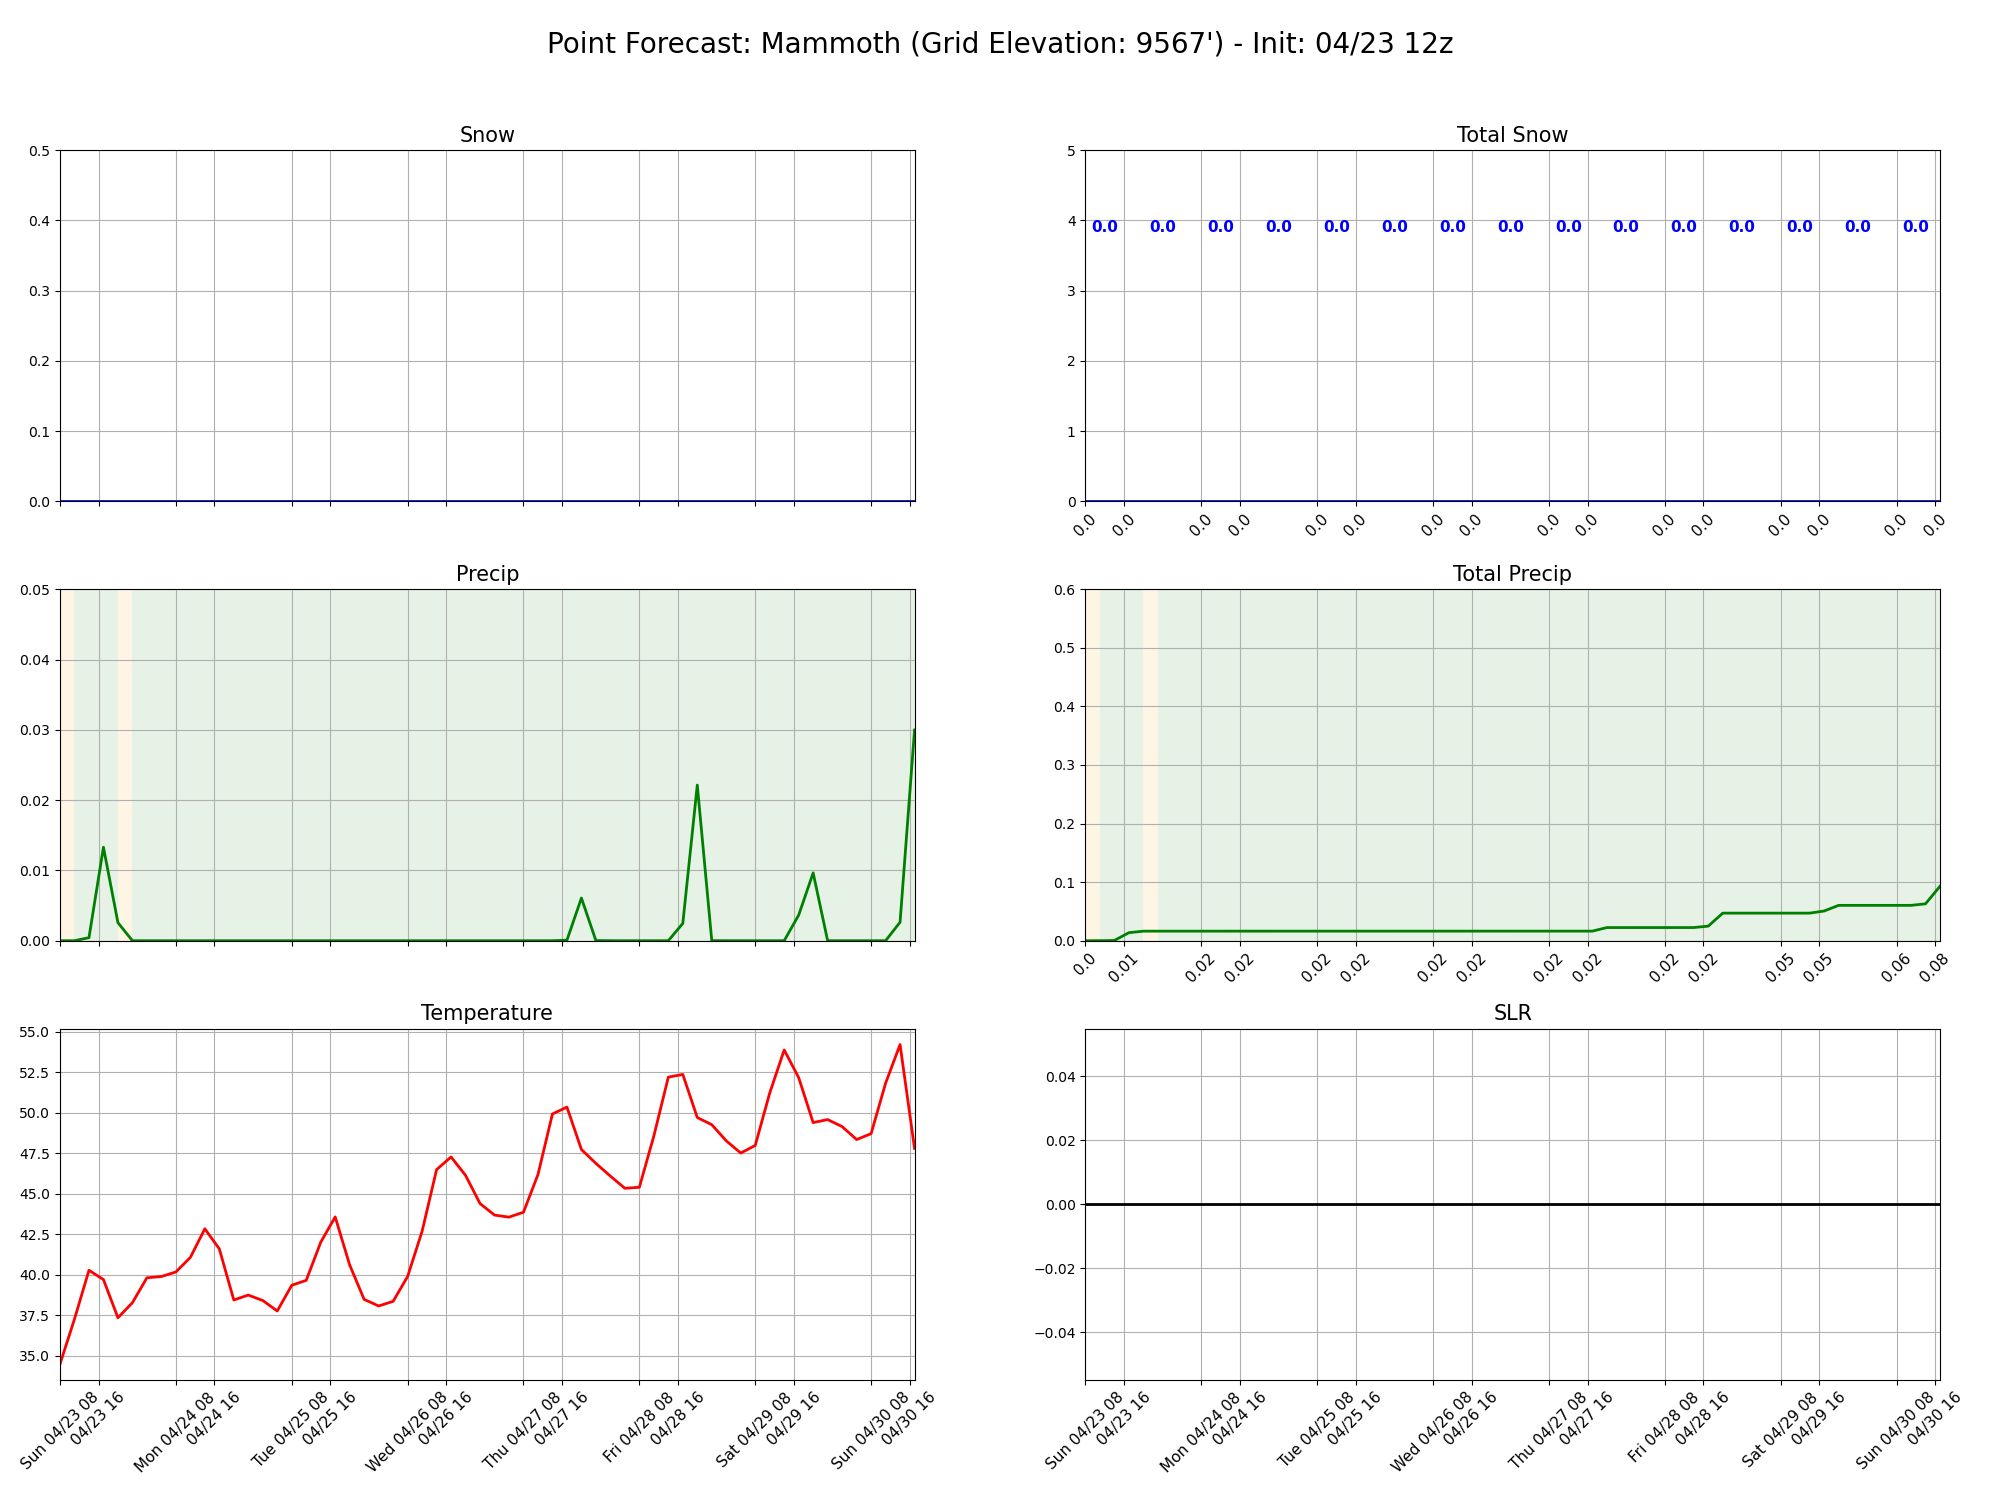 Point Forecast: Mammoth (Grid Elevation: 9567') - Init: 04/23 12z
Snow
0.5
0.4
0.3
0.2
0.1
0.0
Total Snow
5
4
3
2
1
0
0.0 0.0 0.0 0.0 0.0 0.0 0.0 0.0 0.0 0.0 0.0 0.0 0.0 0.0 0.0
0.0 0.0 0.0 0.0 0.0 0.0 0.0 0.0 0.0 0.0 0.0 0.0 0.0 0.0 0.0 0.0
Precip
0.05
0.04
0.03
0.02
0.01
0.00
Total Precip
0.6
0.5
0.4
0.3
0.2
0.1
0.0
0.0 0.01 0.02 0.02 0.02 0.02 0.02 0.02 0.02 0.02 0.02 0.02 0.05 0.05 0.06 0.08
Temperature
55.0
52.5
50.0
47.5
45.0
42.5
40.0
37.5
35.0
Sun 04/23 08
04/23 16
Mon 04/24 08
04/24 16
Tue 04/25 08
04/25 16
Wed 04/26 08
04/26 16
Thu 04/27 08
04/27 16
Fri 04/28 08
04/28 16
Sat 04/29 08
04/29 16
Sun 04/30 08
04/30 16
SLR
0.04
0.02
0.00
−0.02
−0.04
Sun 04/23 08
04/23 16
Mon 04/24 08
04/24 16
Tue 04/25 08
04/25 16
Wed 04/26 08
04/26 16
Thu 04/27 08
04/27 16
Fri 04/28 08
04/28 16
Sat 04/29 08
04/29 16
Sun 04/30 08
04/30 16